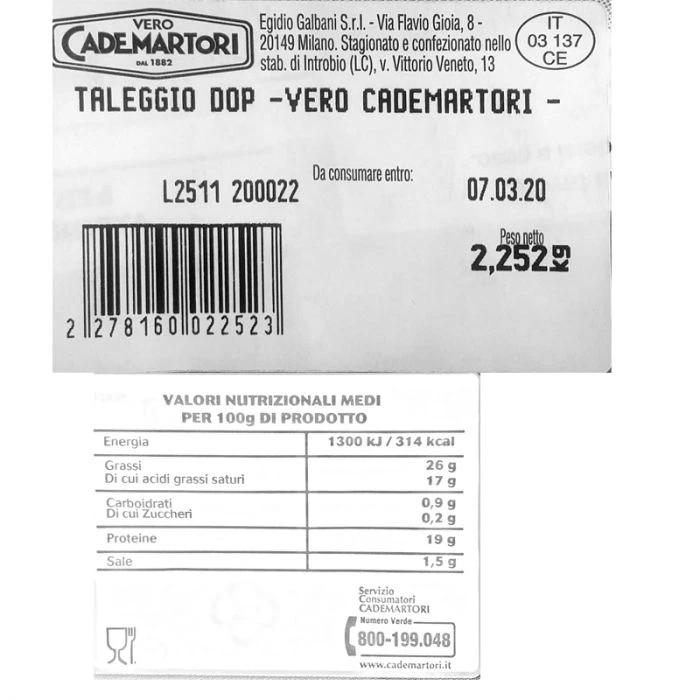 VERO
CADEMARTORI
DAL 1882
Egidio Galbani S.r.l. - Via Flavio Gioia, 8 -
20149 Milano. Stagionato e confezionato nello
stab. di Introbio (LC), v. Vittorio Veneto, 13
IT
03 137
CE
TALEGGIO DOP -VERO CADEMARTORI -
Da consumare entro:
L2511 200022
07.03.20
Peso netto
2,252kg
2 278160 022523
VALORI NUTRIZIONALI MEDI
PER 100g DI PRODOTTO
Energia 1300 kJ / 314 kcal
Grassi 26 g
Di cui acidi grassi saturi 17 g
Carboidrati 0,9 g
Di cui Zuccheri 0,2 g
Proteine 19 g
Sale 1,5 g
Servizio
Consumatori
CADEMARTORI
Numero Verde
800-199.048
www.cademartori.it